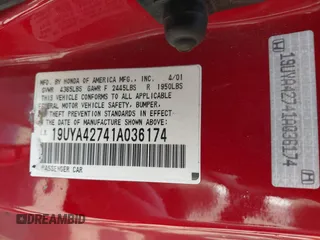 MFD. BY HONDA OF AMERICA MFG., INC. 4/01
GVWR 4365LBS GAWR F 2445LBS R 1950LBS
THIS VEHICLE CONFORMS TO ALL APPLICABLE
FEDERAL MOTOR VEHICLE SAFETY, BUMPER,
AND THEFT PREVENTION STANDARDS IN EFFECT
ON THE DATE OF MANUFACTURE SHOWN ABOVE.
19UYA42741A036174
PASSENGER CAR
19UYA42741A036174
DREAMBID